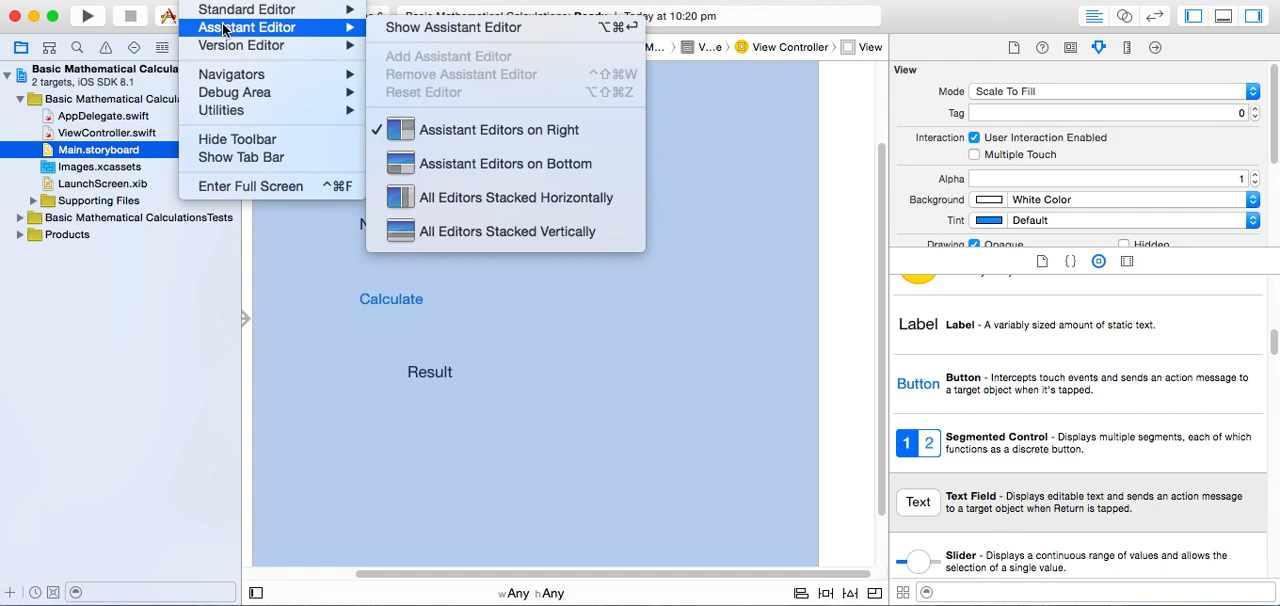 Standard Editor
Assistant Editor
Version Editor
Navigators
Debug Area
Utilities
Hide Toolbar
Show Tab Bar
Enter Full Screen ^⌘F
Show Assistant Editor ⌥⌘↩
Add Assistant Editor
Remove Assistant Editor ^⇧⌘W
Reset Editor ⌥⇧⌘Z
✓ Assistant Editors on Right
Assistant Editors on Bottom
All Editors Stacked Horizontally
All Editors Stacked Vertically
Today at 10:20 pm
M... 〉 V...e 〉 View Controller 〉 View
Basic Mathematical Calcula
2 targets, iOS SDK 8.1
Basic Mathematical Calcul
AppDelegate.swift
ViewController.swift
Main.storyboard
Images.xcassets
LaunchScreen.xib
Supporting Files
Basic Mathematical CalculationsTests
Products
Calculate
Result
wAny hAny
View
Mode Scale To Fill
Tag 0
Interaction User Interaction Enabled
Multiple Touch
Alpha 1
Background White Color
Tint Default
Drawing Opaque Hidden
Label Label - A variably sized amount of static text.
Button Button - Intercepts touch events and sends an action message to
a target object when it's tapped.
1 2 Segmented Control - Displays multiple segments, each of which
functions as a discrete button.
Text Text Field - Displays editable text and sends an action message
to a target object when Return is tapped.
Slider - Displays a continuous range of values and allows the
selection of a single value.